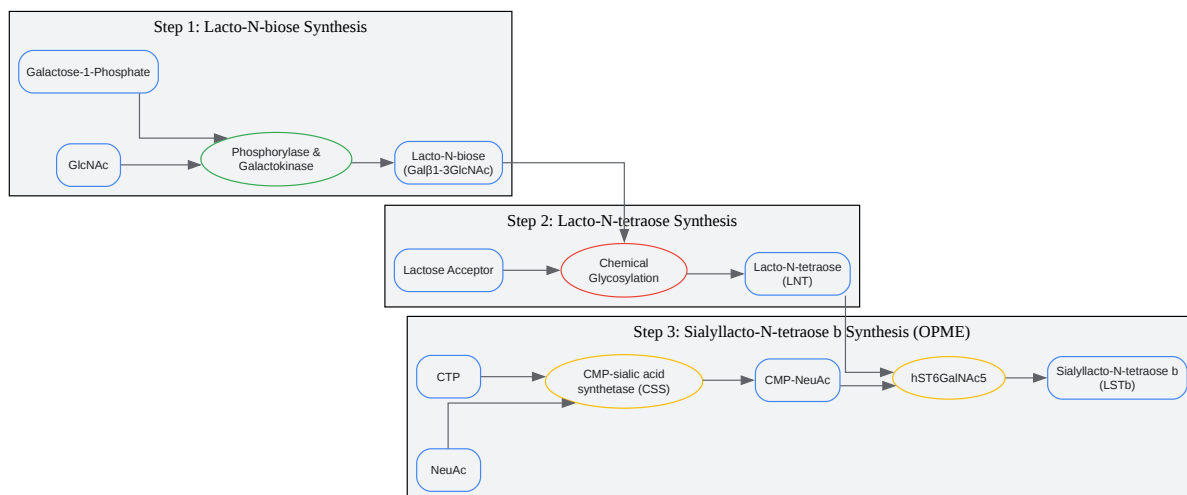 Step 1: Lacto-N-biose Synthesis
Galactose-1-Phosphate
GlcNAc
Phosphorylase &
Galactokinase
Lacto-N-biose
(Galβ1-3GlcNAc)
Step 2: Lacto-N-tetraose Synthesis
Lactose Acceptor
Chemical
Glycosylation
Lacto-N-tetraose
(LNT)
Step 3: Sialyllacto-N-tetraose b Synthesis (OPME)
CTP
NeuAc
CMP-sialic acid
synthetase (CSS)
CMP-NeuAc
hST6GalNAc5
Sialyllacto-N-tetraose b
(LSTb)